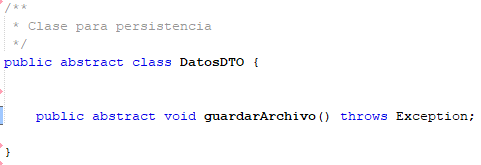 /**
 * Clase para persistencia
 */
public abstract class DatosDTO {
    public abstract void guardarArchivo() throws Exception;
}